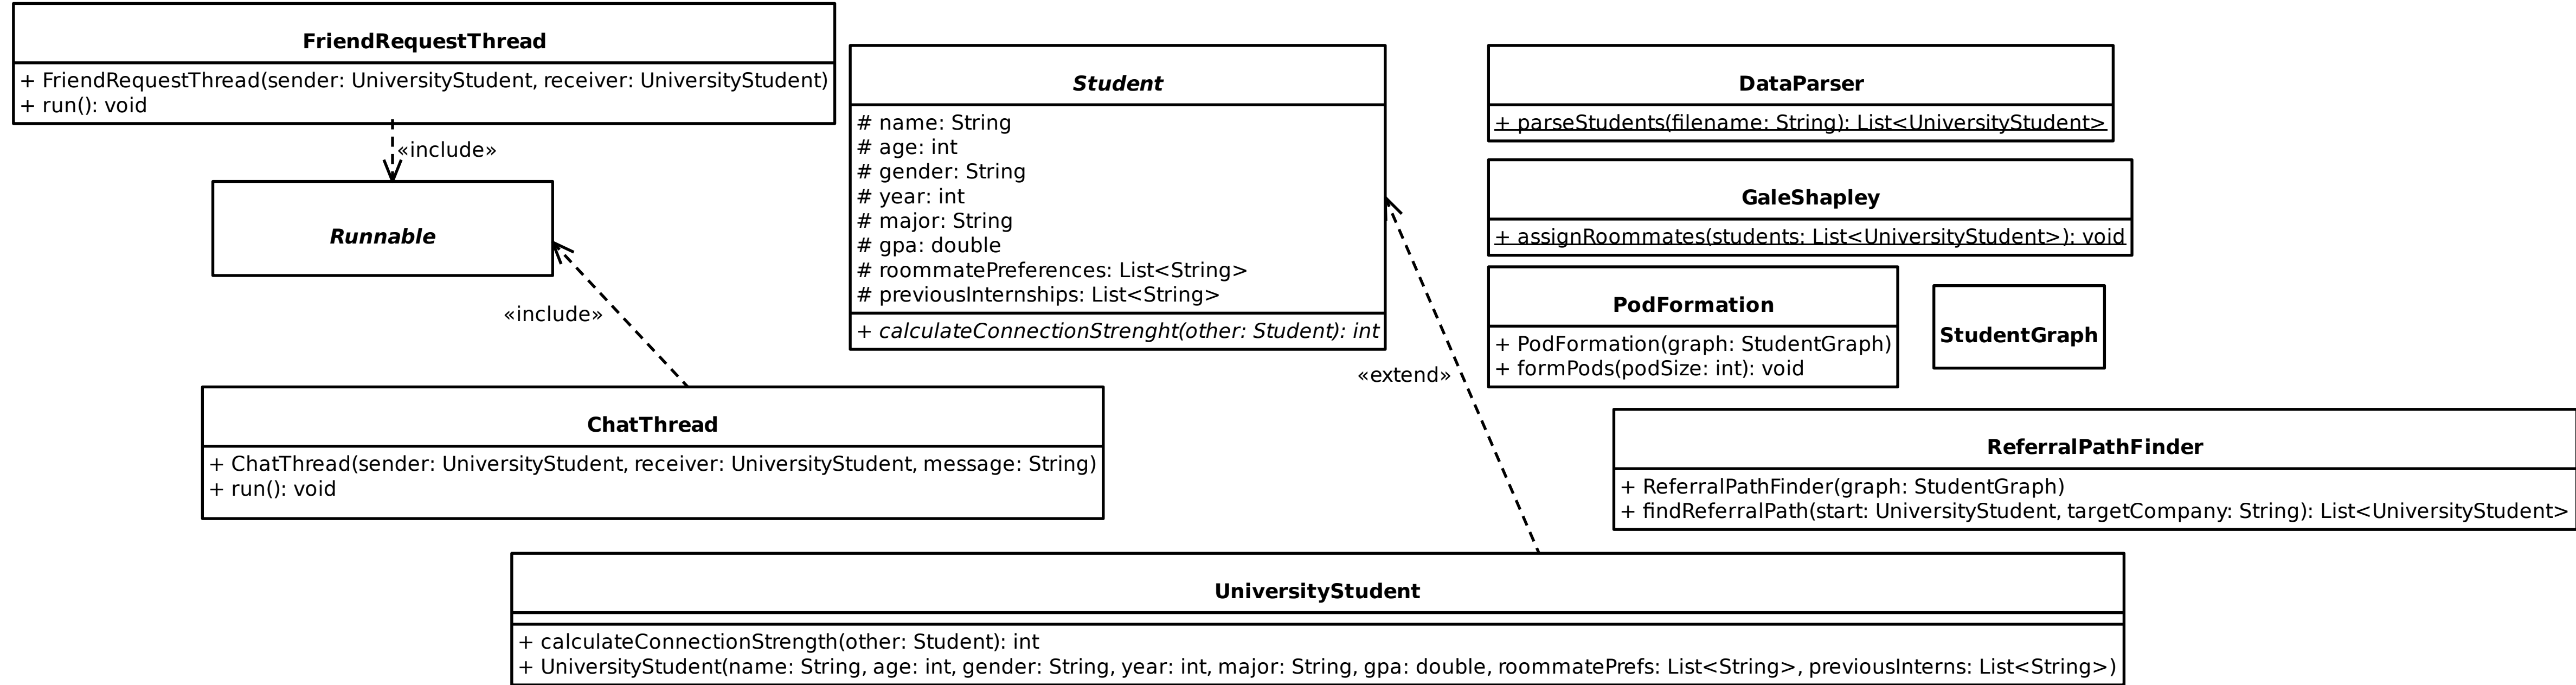 FriendRequestThread
+ FriendRequestThread(sender: UniversityStudent, receiver: UniversityStudent)
+ run(): void
«include»
Runnable
«include»
ChatThread
+ ChatThread(sender: UniversityStudent, receiver: UniversityStudent, message: String)
+ run(): void
Student
# name: String
# age: int
# gender: String
# year: int
# major: String
# gpa: double
# roommatePreferences: List<String>
# previousInternships: List<String>
+ calculateConnectionStrenght(other: Student): int
«extend»
DataParser
+ parseStudents(filename: String): List<UniversityStudent>
GaleShapley
+ assignRoommates(students: List<UniversityStudent>): void
PodFormation
+ PodFormation(graph: StudentGraph)
+ formPods(podSize: int): void
StudentGraph
ReferralPathFinder
+ ReferralPathFinder(graph: StudentGraph)
+ findReferralPath(start: UniversityStudent, targetCompany: String): List<UniversityStudent>
UniversityStudent
+ calculateConnectionStrength(other: Student): int
+ UniversityStudent(name: String, age: int, gender: String, year: int, major: String, gpa: double, roommatePrefs: List<String>, previousInterns: List<String>)